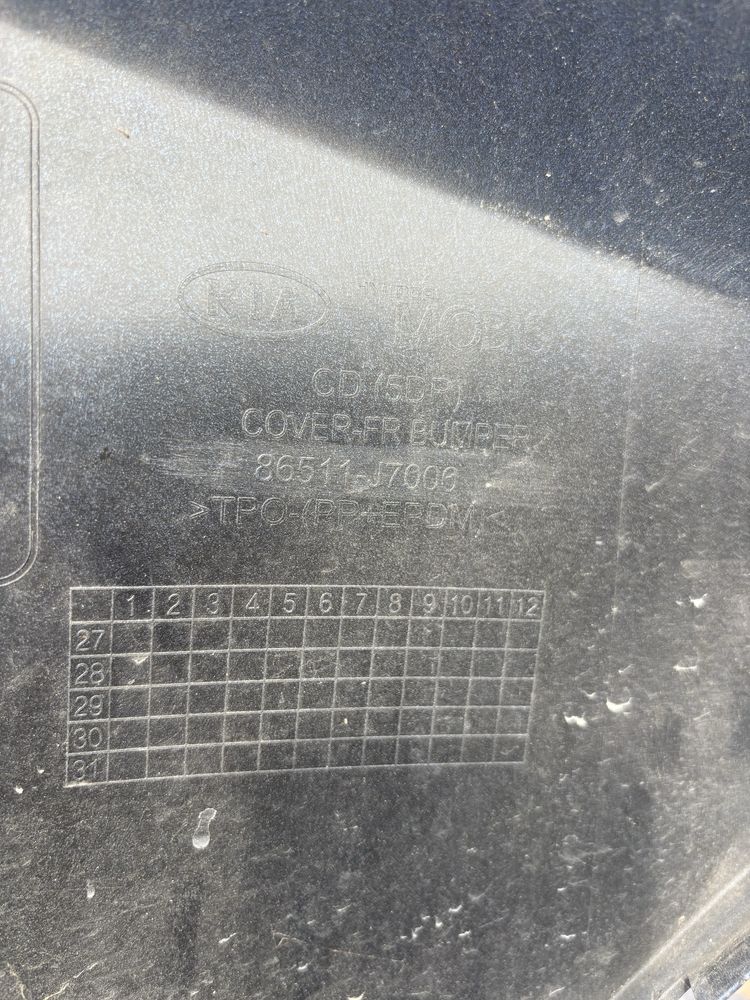 KIA
MOBIS
CD (5DR)
COVER-FR BUMPER
86511-J7006
>TPO-(PP+EPDM)<
1 2 3 4 5 6 7 8 9 10 11 12
27
28
29
30
31